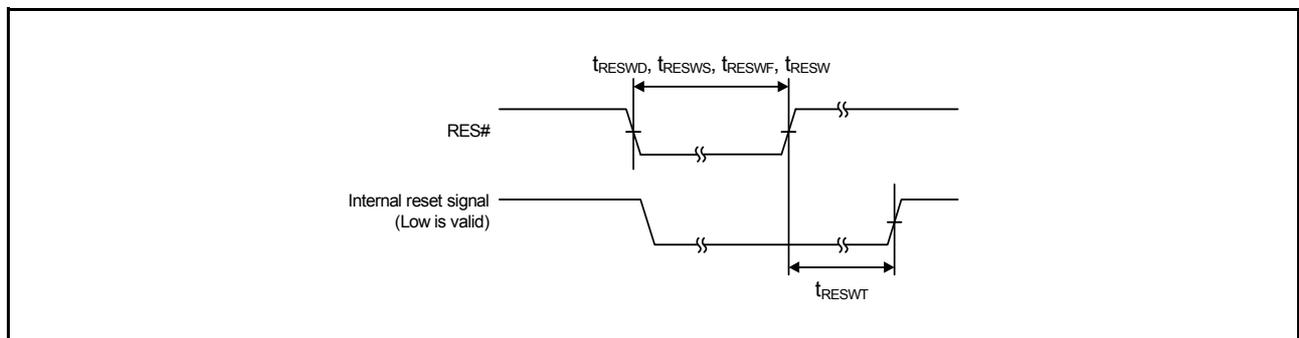 tRESWD, tRESWS, tRESWF, tRESW
RES#
Internal reset signal
(Low is valid)
tRESWT